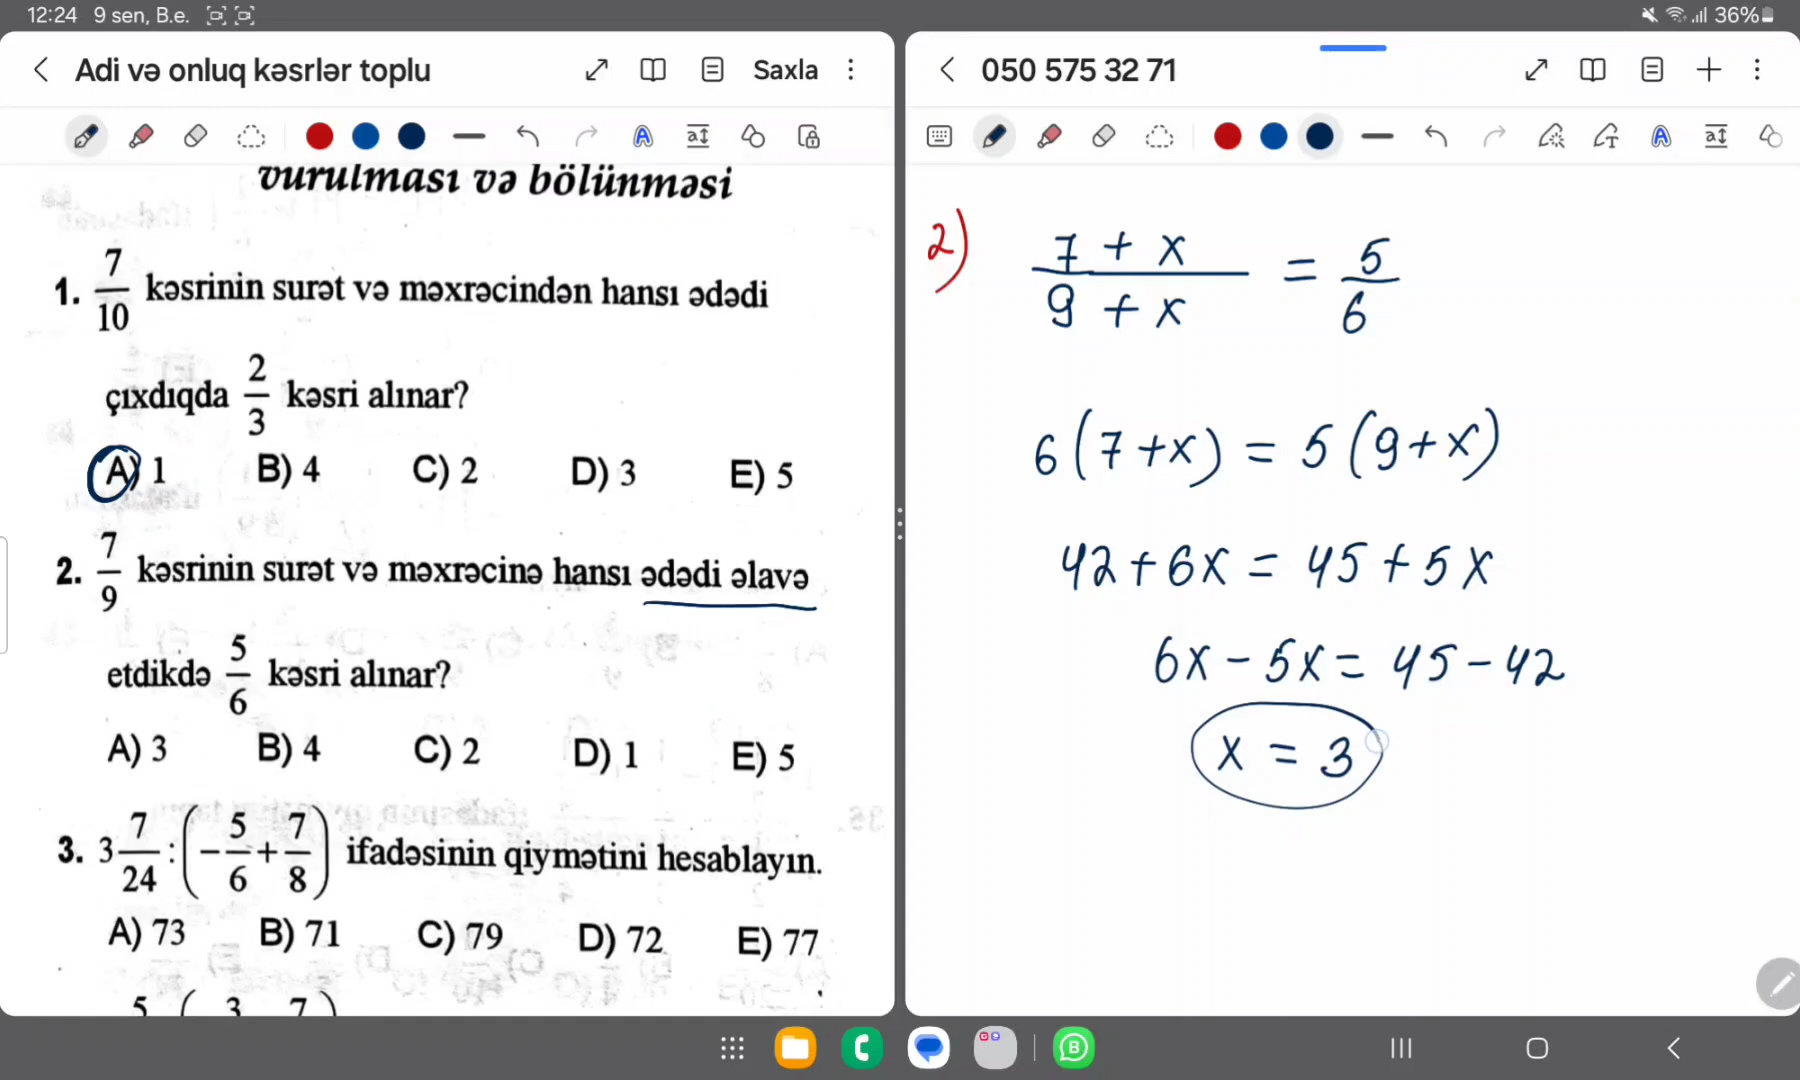 12:24 9 sen, B.e. 36%
Adi və onluq kəsrlər toplu Saxla
050 575 32 71
vurulması və bölünməsi
1. 7/10 kəsrinin surət və məxrəcindən hansı ədədi
çıxdıqda 2/3 kəsri alınar?
A) 1 B) 4 C) 2 D) 3 E) 5
2. 7/9 kəsrinin surət və məxrəcinə hansı ədədi əlavə
etdikdə 5/6 kəsri alınar?
A) 3 B) 4 C) 2 D) 1 E) 5
3. 3 7/24 : (-5/6 + 7/8) ifadəsinin qiymətini hesablayın.
A) 73 B) 71 C) 79 D) 72 E) 77
5 ( 3 7 )
2) 7 + x / 9 + x = 5/6
6(7+x) = 5(9+x)
42+6x = 45+5x
6x - 5x = 45 - 42
x = 3